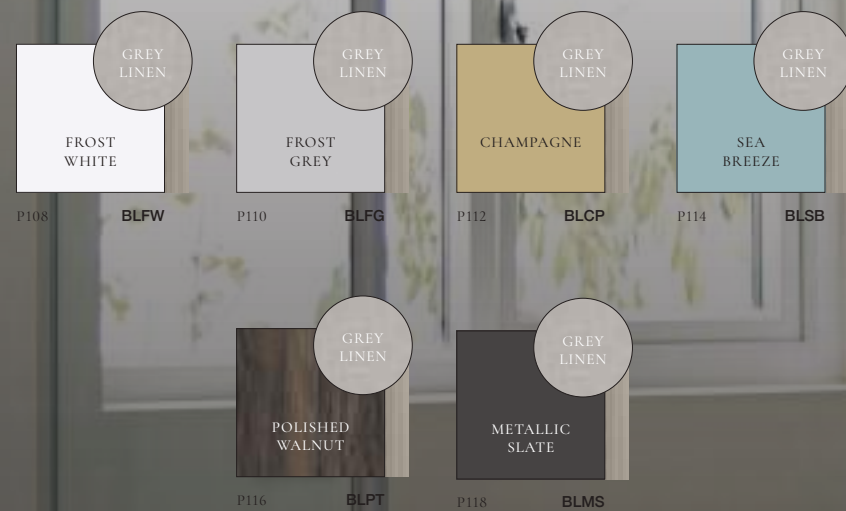 GREY
LINEN
FROST
WHITE
P108 BLFW
GREY
LINEN
FROST
GREY
P110 BLFG
GREY
LINEN
CHAMPAGNE
P112 BLCP
GREY
LINEN
SEA
BREEZE
P114 BLSB
GREY
LINEN
POLISHED
WALNUT
P116 BLPT
GREY
LINEN
METALLIC
SLATE
P118 BLMS